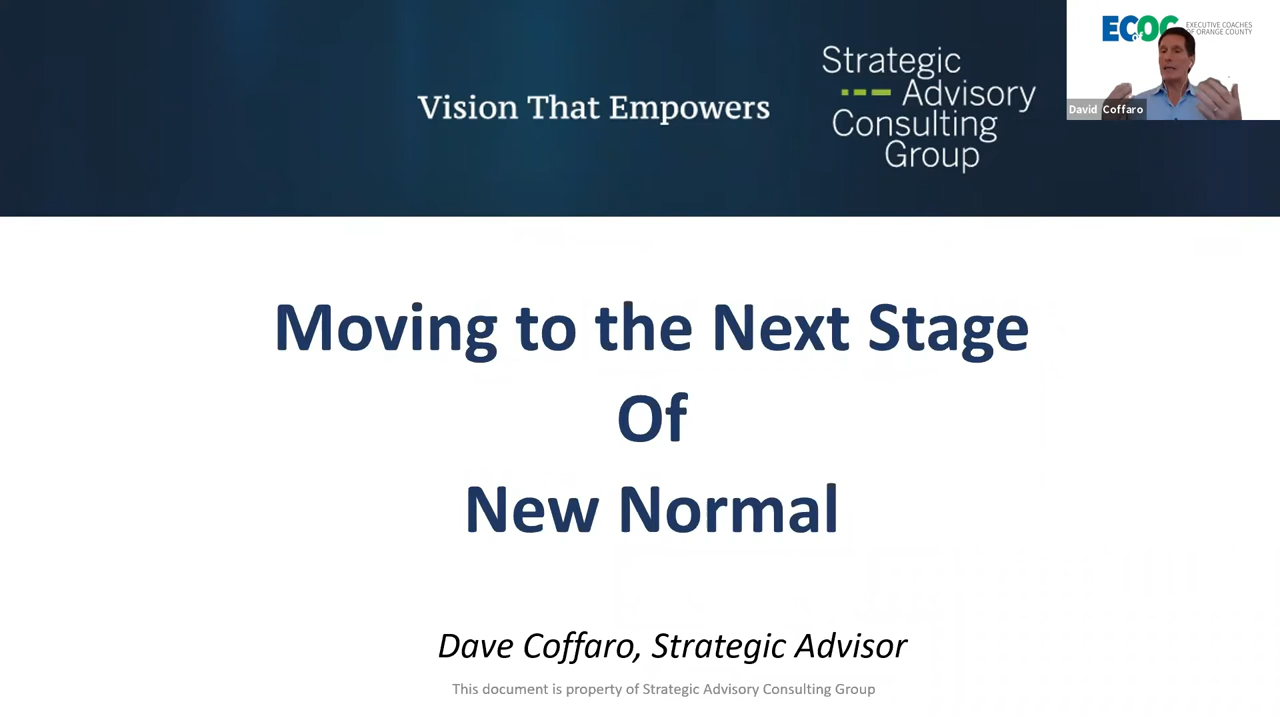 Vision That Empowers
Strategic
Advisory
Consulting
Group
ECofOC
EXECUTIVE COACHES
OF ORANGE COUNTY
David Coffaro
Moving to the Next Stage
Of
New Normal
Dave Coffaro, Strategic Advisor
This document is property of Strategic Advisory Consulting Group